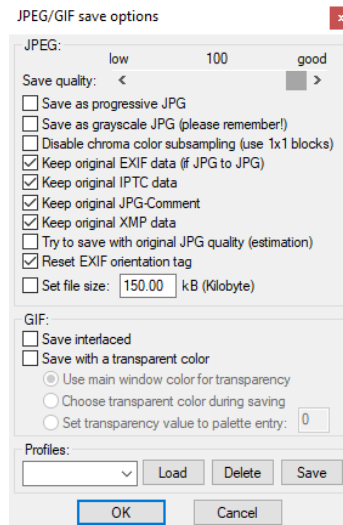 JPEG/GIF save options
JPEG:
low 100 good
Save quality:
Save as progressive JPG
Save as grayscale JPG (please remember!)
Disable chroma color subsampling (use 1x1 blocks)
Keep original EXIF data (if JPG to JPG)
Keep original IPTC data
Keep original JPG-Comment
Keep original XMP data
Try to save with original JPG quality (estimation)
Reset EXIF orientation tag
Set file size: 150.00 kB (Kilobyte)
GIF:
Save interlaced
Save with a transparent color
Use main window color for transparency
Choose transparent color during saving
Set transparency value to palette entry: 0
Profiles:
Load Delete Save
OK Cancel